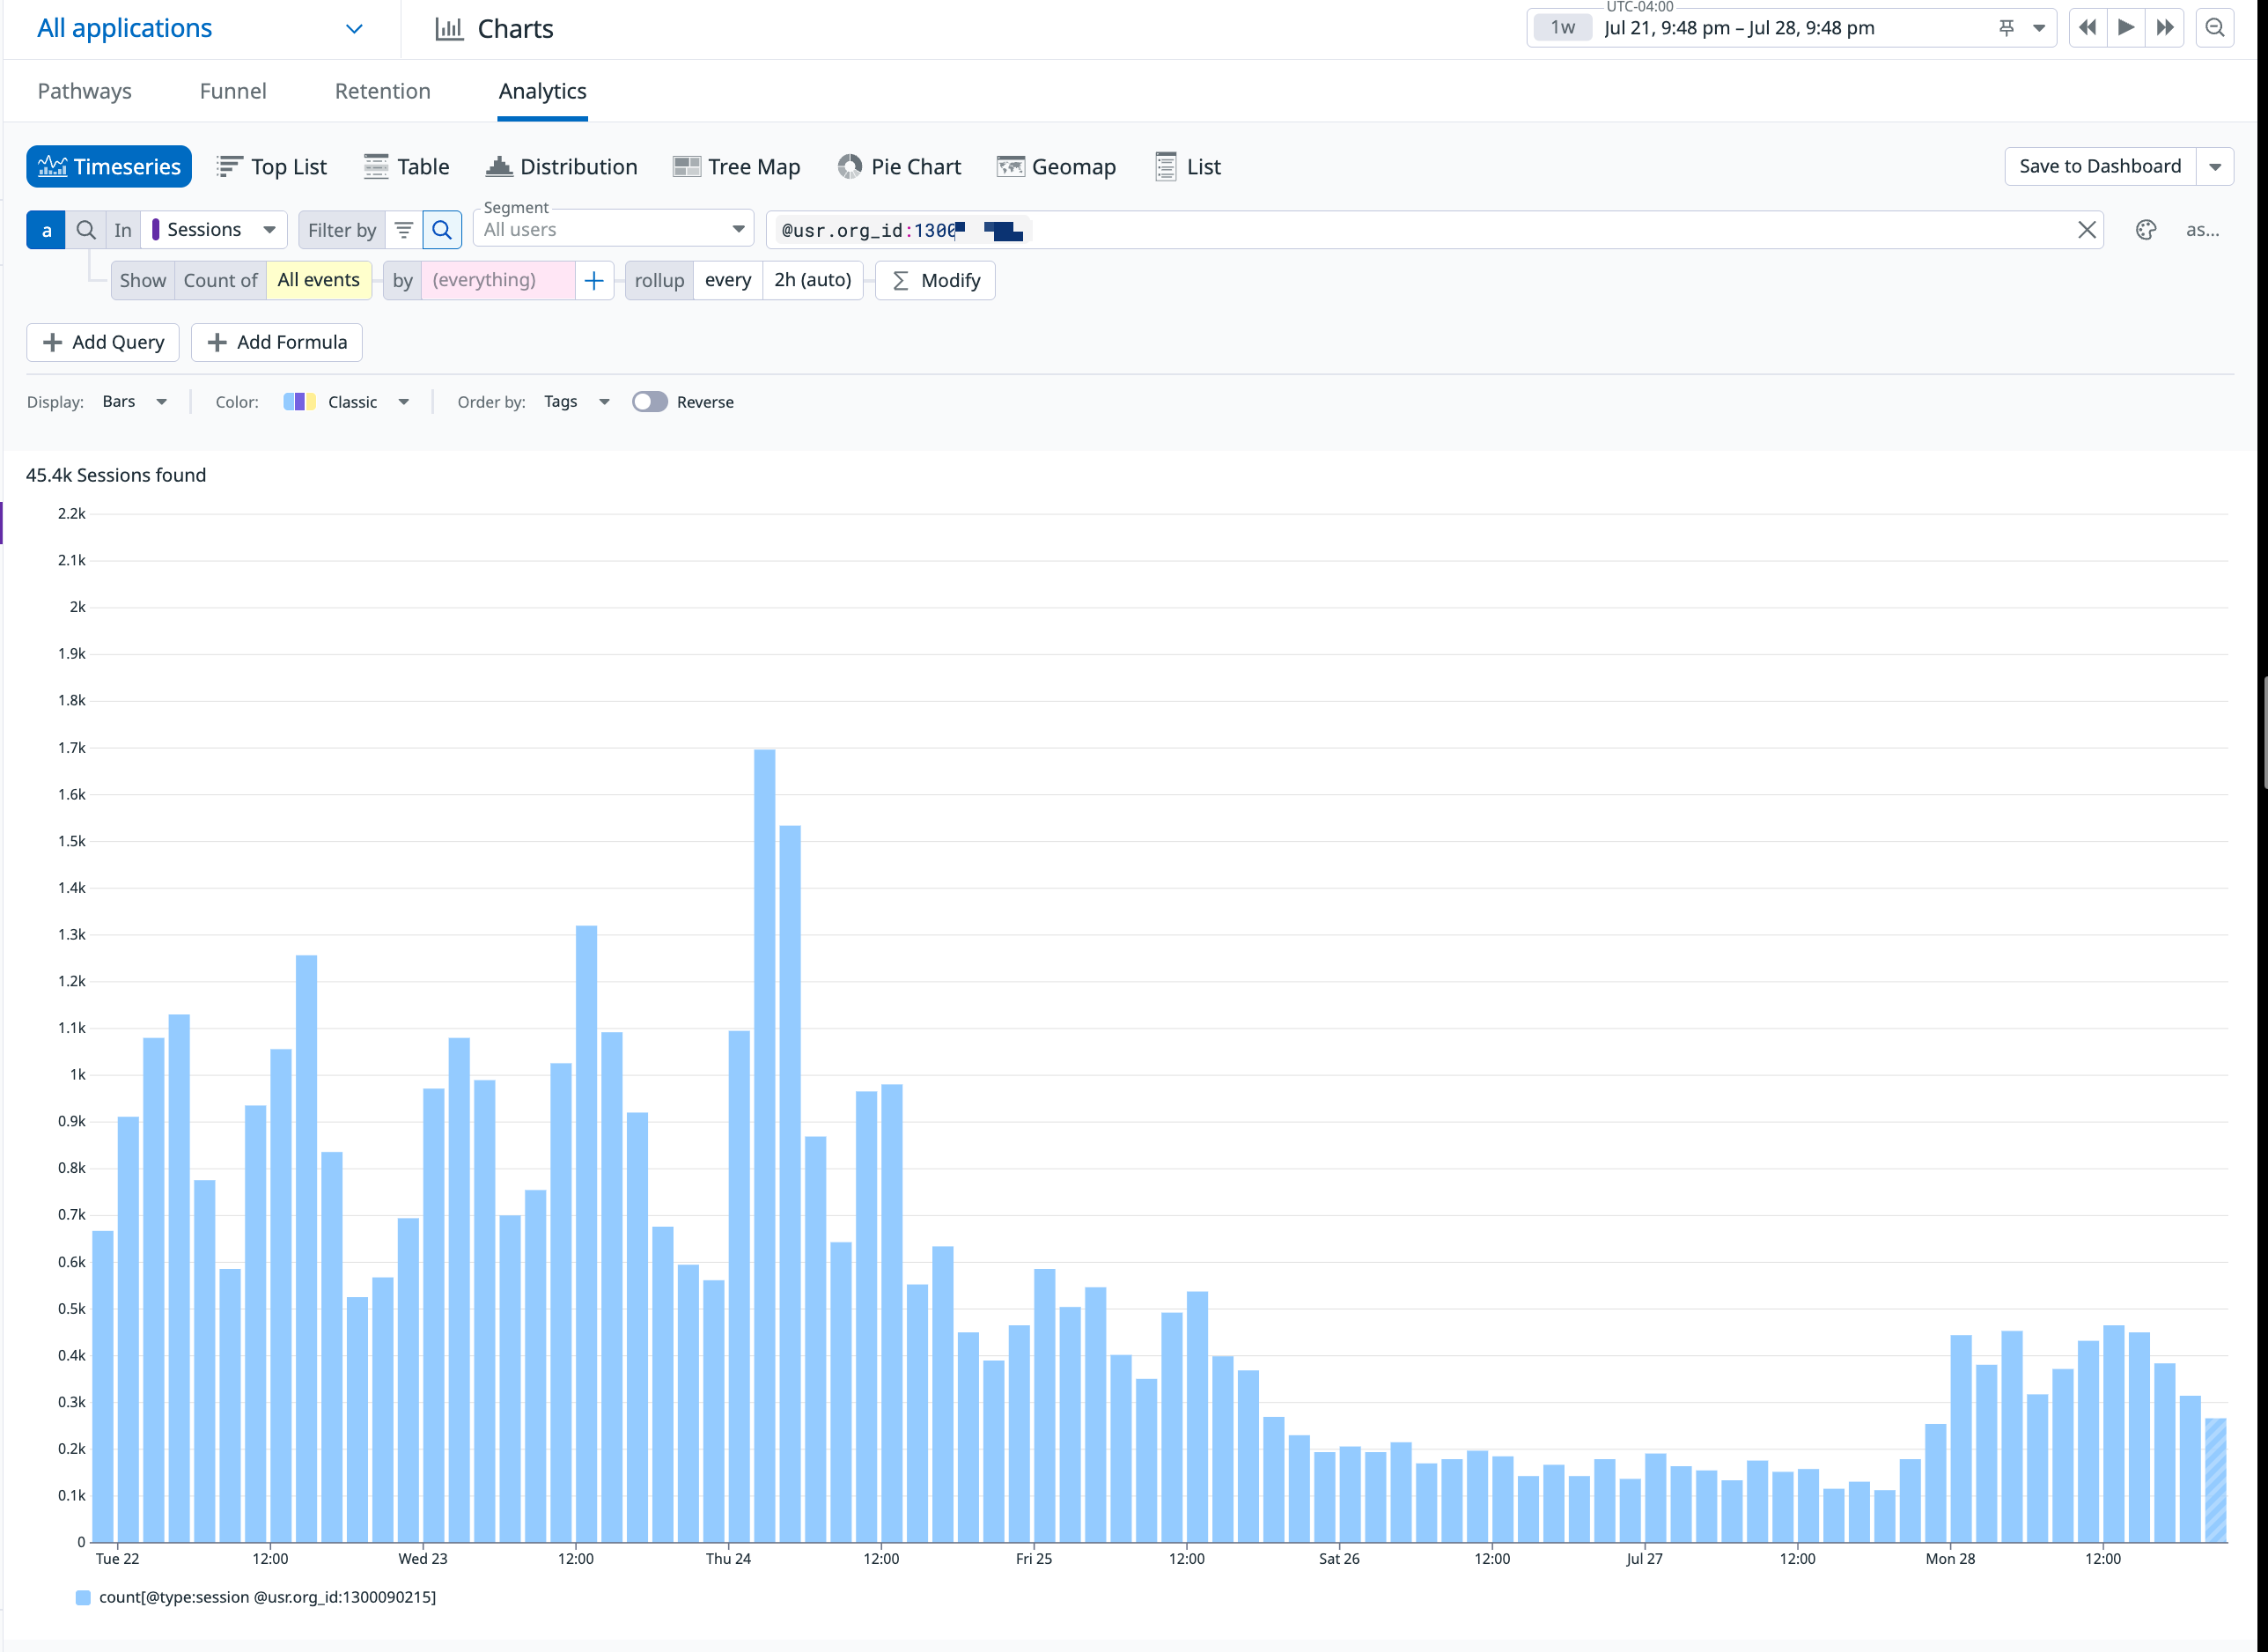 All applications
Charts
UTC-04:00
1w Jul 21, 9:48 pm – Jul 28, 9:48 pm
Pathways Funnel Retention Analytics
Timeseries Top List Table Distribution Tree Map Pie Chart Geomap List Save to Dashboard
Segment
a In Sessions Filter by All users @usr.org_id:1300 as...
Show Count of All events by (everything) rollup every 2h (auto) Σ Modify
Add Query Add Formula
Display: Bars Color: Classic Order by: Tags Reverse
45.4k Sessions found
2.2k
2.1k
2k
1.9k
1.8k
1.7k
1.6k
1.5k
1.4k
1.3k
1.2k
1.1k
1k
0.9k
0.8k
0.7k
0.6k
0.5k
0.4k
0.3k
0.2k
0.1k
0
Tue 22 12:00 Wed 23 12:00 Thu 24 12:00 Fri 25 12:00 Sat 26 12:00 Jul 27 12:00 Mon 28 12:00
count[@type:session @usr.org_id:1300090215]